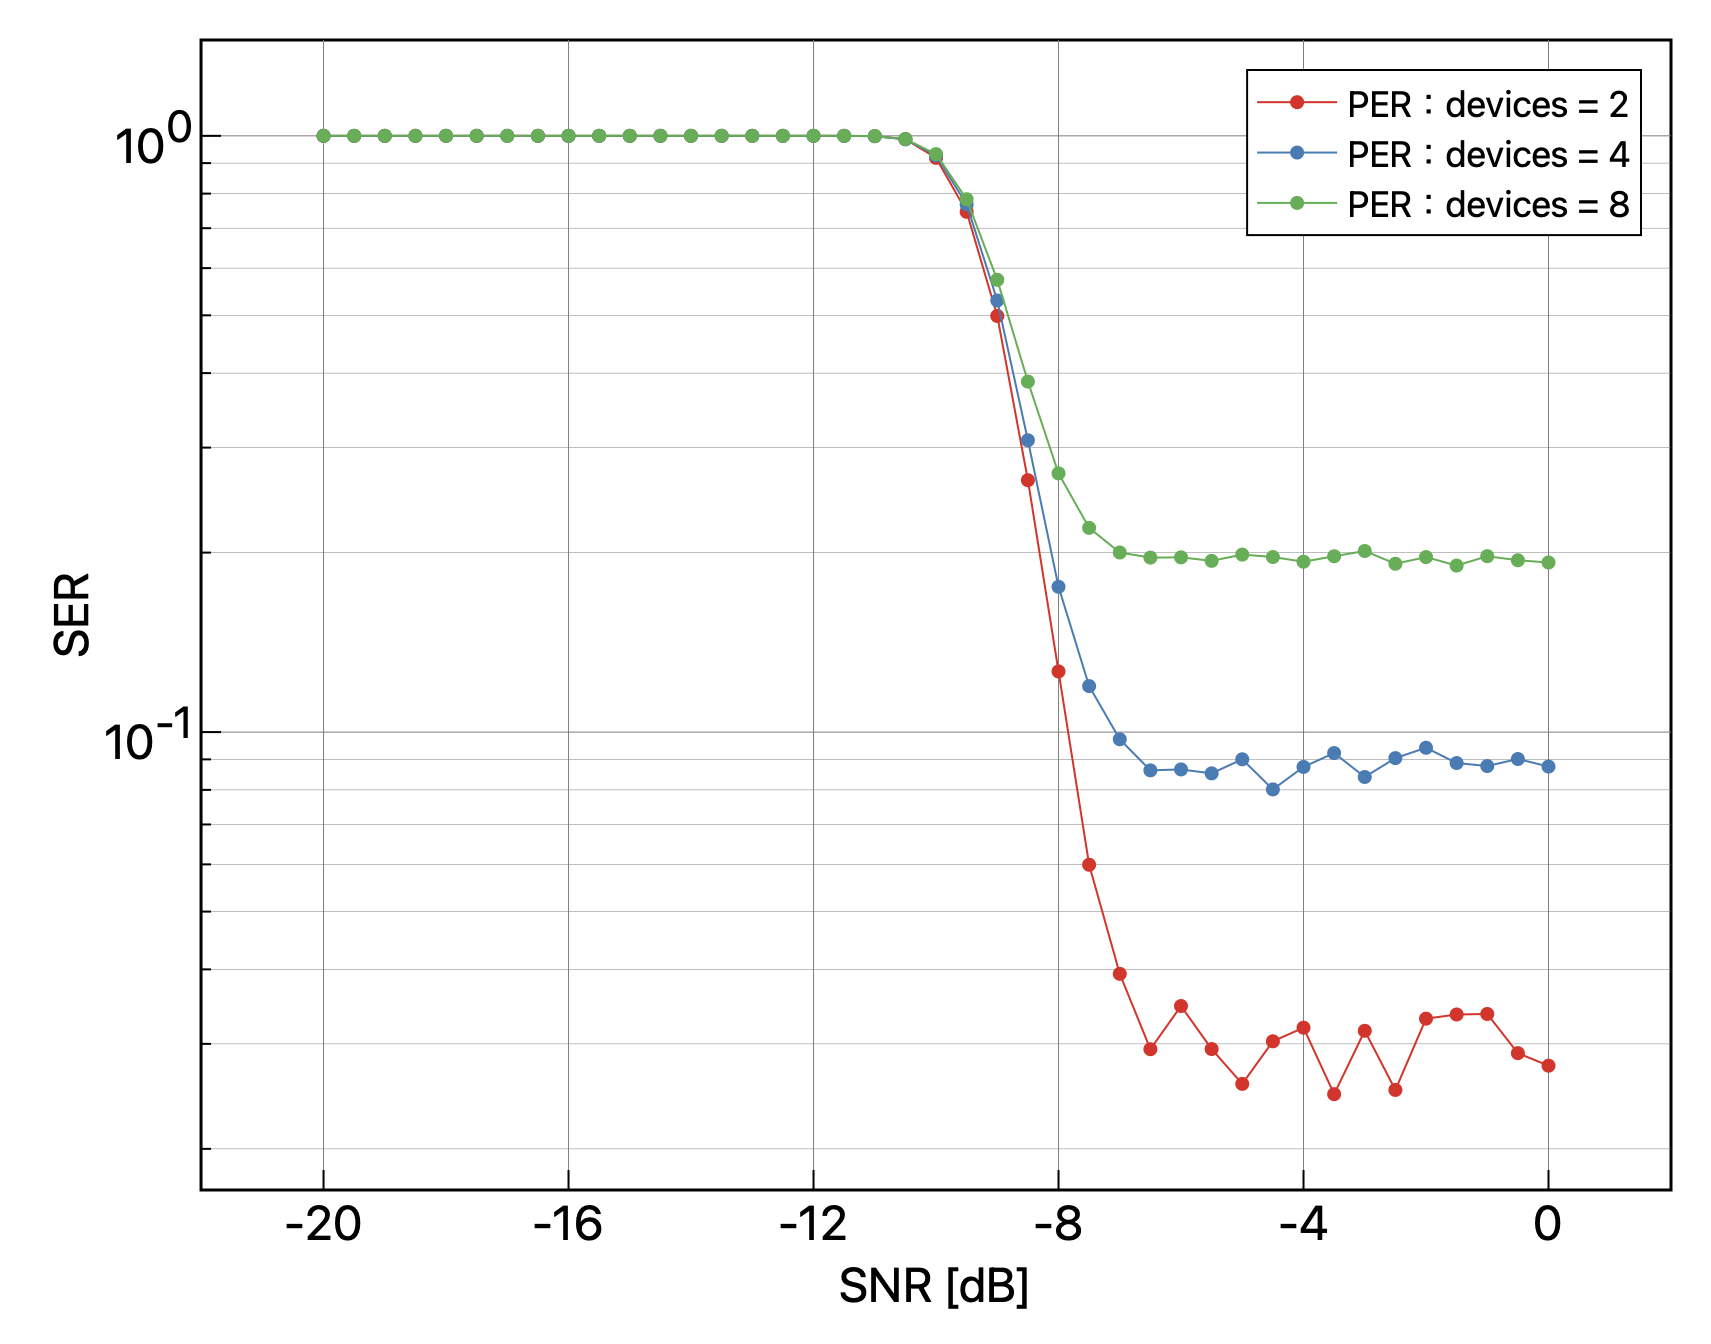 PER : devices = 2
PER : devices = 4
PER : devices = 8
10^0
10^-1
SER
-20 -16 -12 -8 -4 0
SNR [dB]